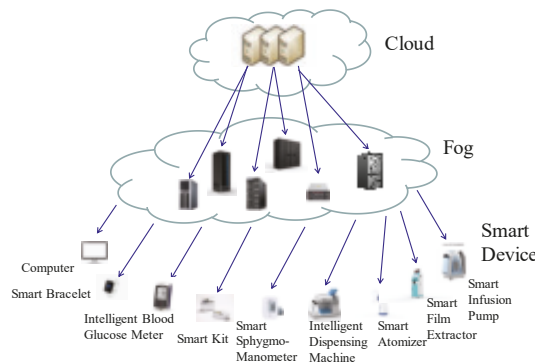 Cloud
Fog
Smart
Device
Computer
Smart Bracelet
Intelligent Blood
Glucose Meter
Smart Kit
Smart
Sphygmo-
Manometer
Intelligent
Dispensing
Machine
Smart
Atomizer
Smart
Film
Extractor
Smart
Infusion
Pump